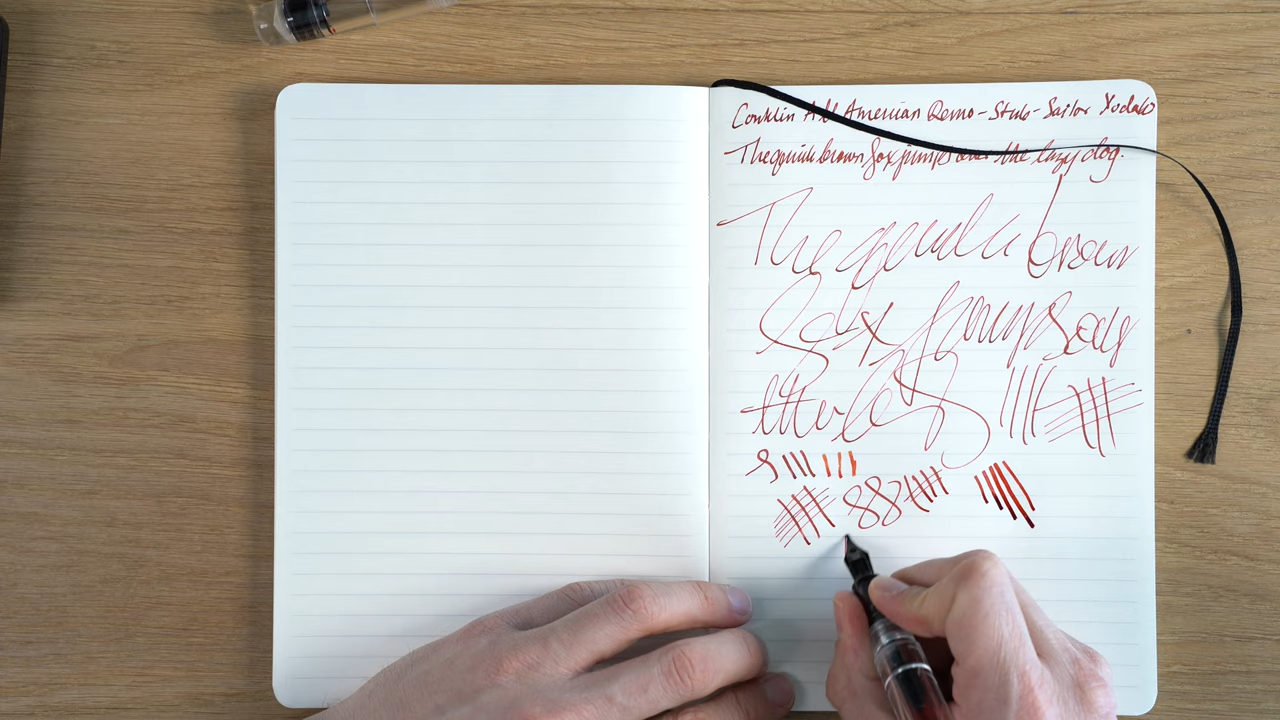 Conklin All American Demo - Stub - Sailor Yodaki
The quick brown fox jumps over the lazy dog.
The quick brown
fox jumps over
the lazy